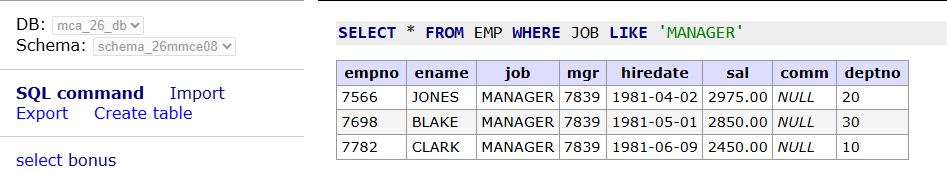 DB: mca_26_db
Schema: schema_26mmce08
SQL command Import
Export Create table
select bonus
SELECT * FROM EMP WHERE JOB LIKE 'MANAGER'
empno ename job mgr hiredate sal comm deptno
7566 JONES MANAGER 7839 1981-04-02 2975.00 NULL 20
7698 BLAKE MANAGER 7839 1981-05-01 2850.00 NULL 30
7782 CLARK MANAGER 7839 1981-06-09 2450.00 NULL 10